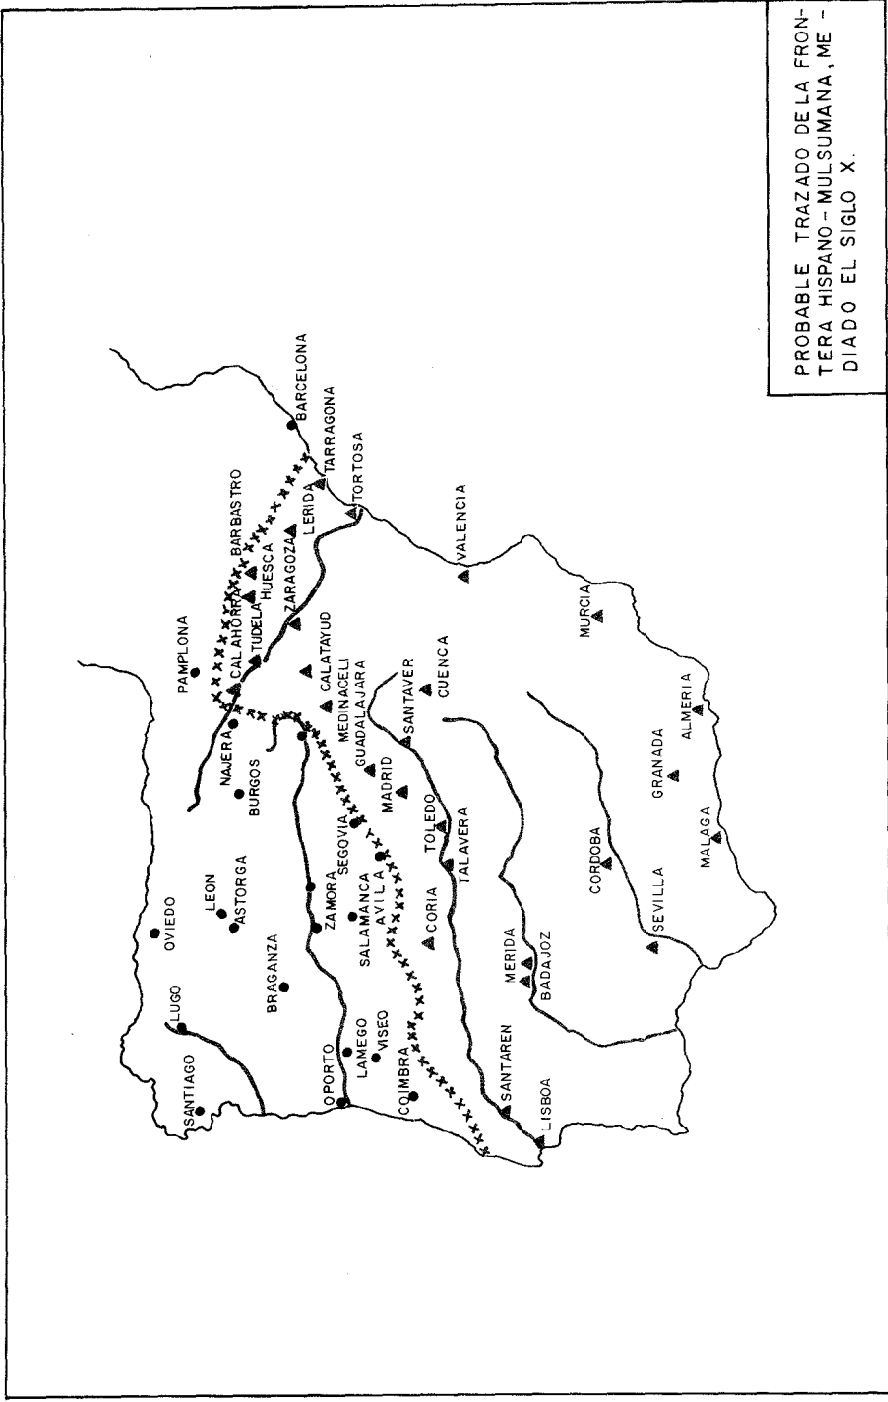 PROBABLE TRAZADO DE LA FRON-
TERA HISPANO-MULSUMANA, ME-
DIADO EL SIGLO X.
OVIEDO
LUGO
SANTIAGO
LEON
ASTORGA
PAMPLONA
NAJERA
BURGOS
CALAHORRA
TUDELA
HUESCA
BARBASTRO
BARCELONA
BRAGANZA
ZAMORA
ZARAGOZA
LERIDA
TARRAGONA
TORTOSA
OPORTO
LAMEGO
VISEO
SALAMANCA
SEGOVIA
AVILA
CALATAYUD
MEDINACELI
GUADALAJARA
MADRID
SANTAVER
CUENCA
COIMBRA
CORIA
TOLEDO
TALAVERA
VALENCIA
SANTAREN
LISBOA
MERIDA
BADAJOZ
CORDOBA
MURCIA
SEVILLA
GRANADA
ALMERIA
MALAGA